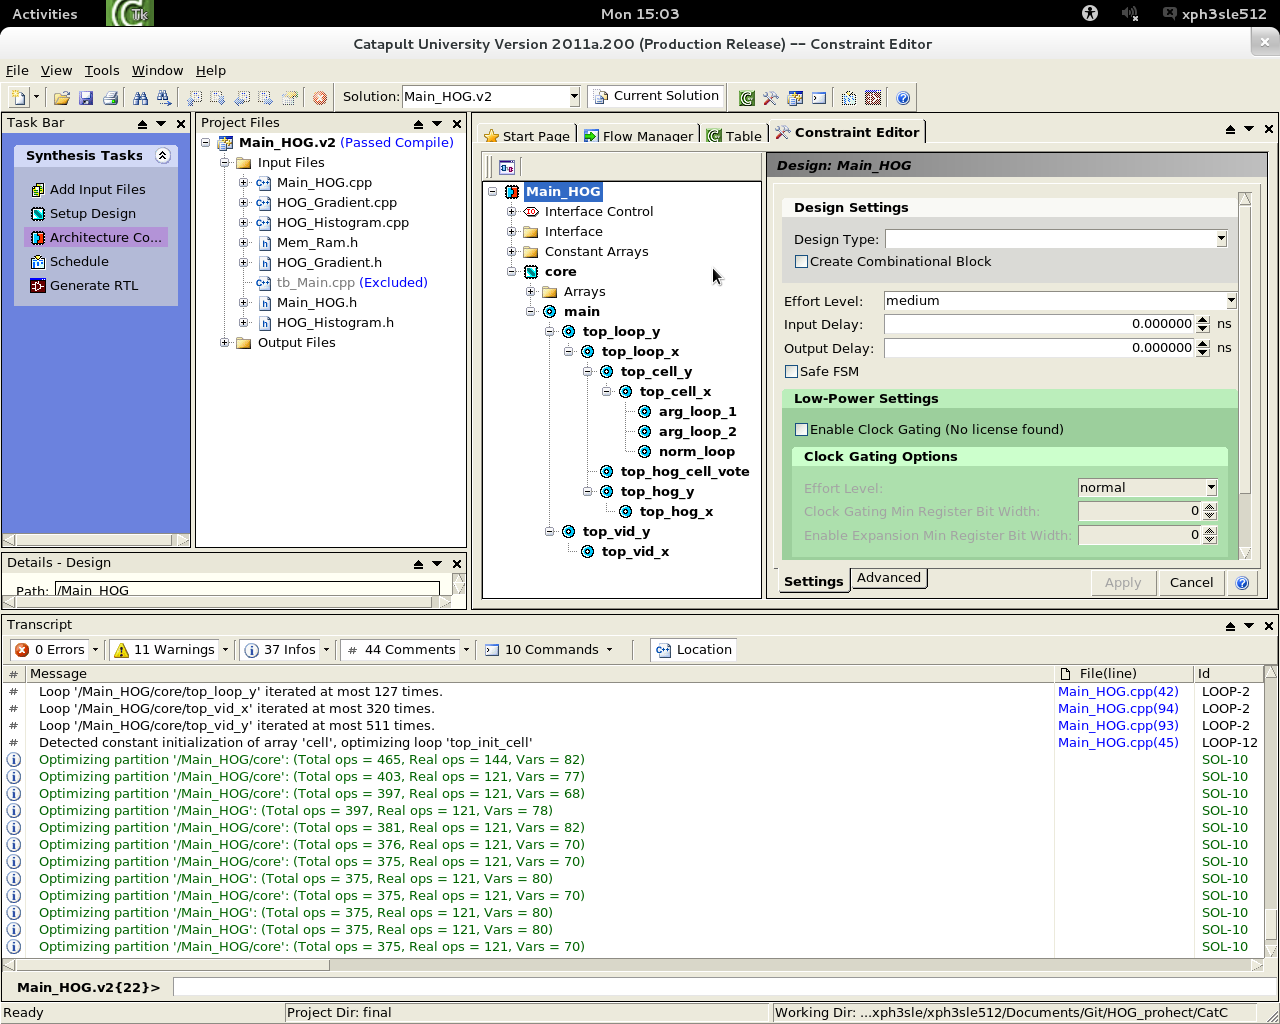 Activities
Tk
Mon 15:03
xph3sle512
Catapult University Version 2011a.200 (Production Release) -- Constraint Editor
File View Tools Window Help
Solution: Main_HOG.v2
Current Solution
Task Bar
Synthesis Tasks
Add Input Files
Setup Design
Architecture Co...
Schedule
Generate RTL
Project Files
Main_HOG.v2 (Passed Compile)
Input Files
Main_HOG.cpp
HOG_Gradient.cpp
HOG_Histogram.cpp
Mem_Ram.h
HOG_Gradient.h
tb_Main.cpp (Excluded)
Main_HOG.h
HOG_Histogram.h
Output Files
Details - Design
Path: /Main_HOG
Start Page
Flow Manager
Table
Constraint Editor
Main_HOG
Interface Control
Interface
Constant Arrays
core
Arrays
main
top_loop_y
top_loop_x
top_cell_y
top_cell_x
arg_loop_1
arg_loop_2
norm_loop
top_hog_cell_vote
top_hog_y
top_hog_x
top_vid_y
top_vid_x
Design: Main_HOG
Design Settings
Design Type:
Create Combinational Block
Effort Level: medium
Input Delay: 0.000000 ns
Output Delay: 0.000000 ns
Safe FSM
Low-Power Settings
Enable Clock Gating (No license found)
Clock Gating Options
Effort Level: normal
Clock Gating Min Register Bit Width: 0
Enable Expansion Min Register Bit Width: 0
Settings
Advanced
Apply
Cancel
Transcript
0 Errors
11 Warnings
37 Infos
# 44 Comments
10 Commands
Location
# Message File(line) Id
# Loop '/Main_HOG/core/top_loop_y' iterated at most 127 times. Main_HOG.cpp(42) LOOP-2
# Loop '/Main_HOG/core/top_vid_x' iterated at most 320 times. Main_HOG.cpp(94) LOOP-2
# Loop '/Main_HOG/core/top_vid_y' iterated at most 511 times. Main_HOG.cpp(93) LOOP-2
# Detected constant initialization of array 'cell', optimizing loop 'top_init_cell' Main_HOG.cpp(45) LOOP-12
Optimizing partition '/Main_HOG/core': (Total ops = 465, Real ops = 144, Vars = 82) SOL-10
Optimizing partition '/Main_HOG/core': (Total ops = 403, Real ops = 121, Vars = 77) SOL-10
Optimizing partition '/Main_HOG/core': (Total ops = 397, Real ops = 121, Vars = 68) SOL-10
Optimizing partition '/Main_HOG': (Total ops = 397, Real ops = 121, Vars = 78) SOL-10
Optimizing partition '/Main_HOG/core': (Total ops = 381, Real ops = 121, Vars = 82) SOL-10
Optimizing partition '/Main_HOG/core': (Total ops = 376, Real ops = 121, Vars = 70) SOL-10
Optimizing partition '/Main_HOG/core': (Total ops = 375, Real ops = 121, Vars = 70) SOL-10
Optimizing partition '/Main_HOG': (Total ops = 375, Real ops = 121, Vars = 80) SOL-10
Optimizing partition '/Main_HOG/core': (Total ops = 375, Real ops = 121, Vars = 70) SOL-10
Optimizing partition '/Main_HOG': (Total ops = 375, Real ops = 121, Vars = 80) SOL-10
Optimizing partition '/Main_HOG': (Total ops = 375, Real ops = 121, Vars = 80) SOL-10
Optimizing partition '/Main_HOG/core': (Total ops = 375, Real ops = 121, Vars = 70) SOL-10
Main_HOG.v2{22}>
Ready
Project Dir: final
Working Dir: ...xph3sle/xph3sle512/Documents/Git/HOG_prohect/CatC